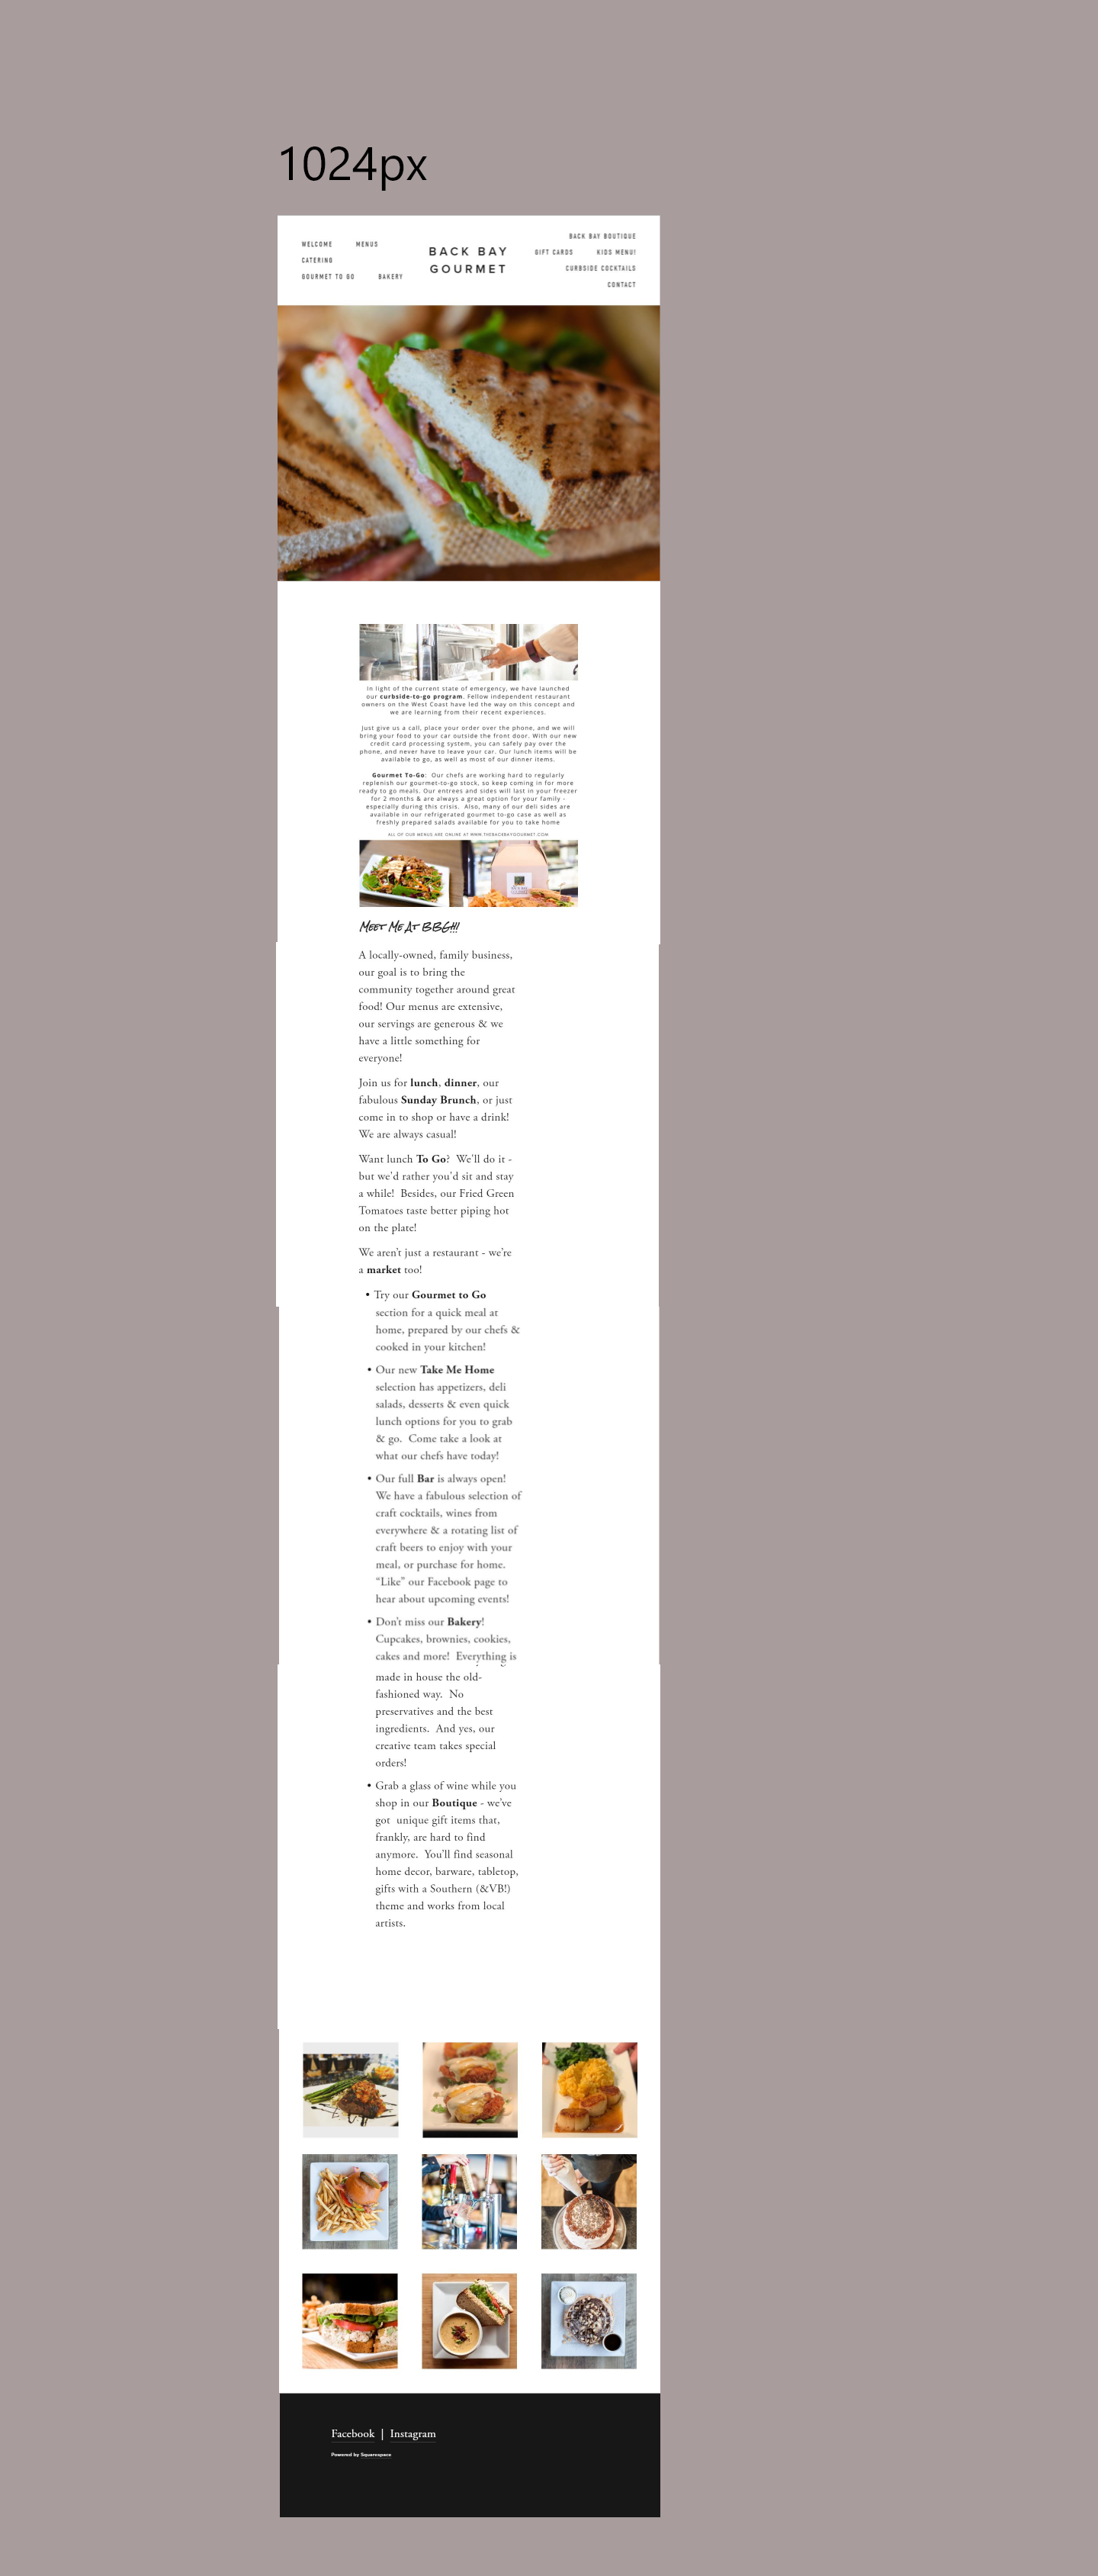 1024px
WELCOME MENUS
CATERING
GOURMET TO GO BAKERY
BACK BAY
GOURMET
BACK BAY BOUTIQUE
GIFT CARDS KIDS MENU!
CURBSIDE COCKTAILS
CONTACT
In light of the current state of emergency, we have launched
our curbside-to-go program. Fellow independent restaurant
owners on the West Coast have led the way on this concept and
we are learning from their recent experiences.
Just give us a call, place your order over the phone, and we will
bring your food to your car outside the front door. With our new
credit card processing system, you can safely pay over the
phone, and never have to leave your car. Our lunch items will be
available to go, as well as most of our dinner items.
Gourmet To-Go: Our chefs are working hard to regularly
replenish our gourmet-to-go stock, so keep coming in for more
ready to go meals. Our entrees and sides will last in your freezer
for 2 months & are always a great option for your family -
especially during this crisis. Also, many of our deli sides are
available in our refrigerated gourmet to-go case as well as
freshly prepared salads available for you to take home
ALL OF OUR MENUS ARE ONLINE AT WWW.THEBACKBAYGOURMET.COM
Meet Me At BBG!!!
A locally-owned, family business,
our goal is to bring the
community together around great
food! Our menus are extensive,
our servings are generous & we
have a little something for
everyone!
Join us for lunch, dinner, our
fabulous Sunday Brunch, or just
come in to shop or have a drink!
We are always casual!
Want lunch To Go? We'll do it -
but we'd rather you'd sit and stay
a while! Besides, our Fried Green
Tomatoes taste better piping hot
on the plate!
We aren't just a restaurant - we're
a market too!
• Try our Gourmet to Go
section for a quick meal at
home, prepared by our chefs &
cooked in your kitchen!
• Our new Take Me Home
selection has appetizers, deli
salads, desserts & even quick
lunch options for you to grab
& go. Come take a look at
what our chefs have today!
• Our full Bar is always open!
We have a fabulous selection of
craft cocktails, wines from
everywhere & a rotating list of
craft beers to enjoy with your
meal, or purchase for home.
“Like” our Facebook page to
hear about upcoming events!
• Don't miss our Bakery!
Cupcakes, brownies, cookies,
cakes and more! Everything is
made in house the old-
fashioned way. No
preservatives and the best
ingredients. And yes, our
creative team takes special
orders!
• Grab a glass of wine while you
shop in our Boutique - we've
got unique gift items that,
frankly, are hard to find
anymore. You'll find seasonal
home decor, barware, tabletop,
gifts with a Southern (&VB!)
theme and works from local
artists.
Facebook | Instagram
Powered by Squarespace